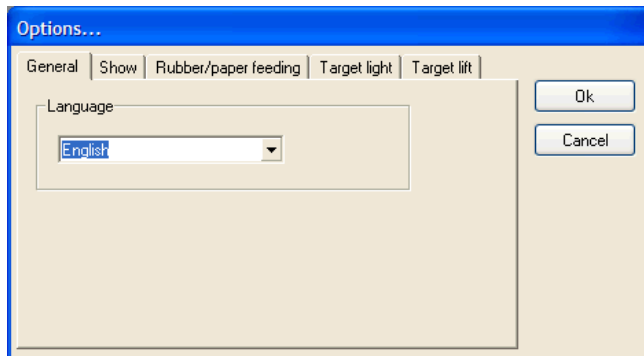 Options...
General Show Rubber/paper feeding Target light Target lift
Language
English
Ok
Cancel